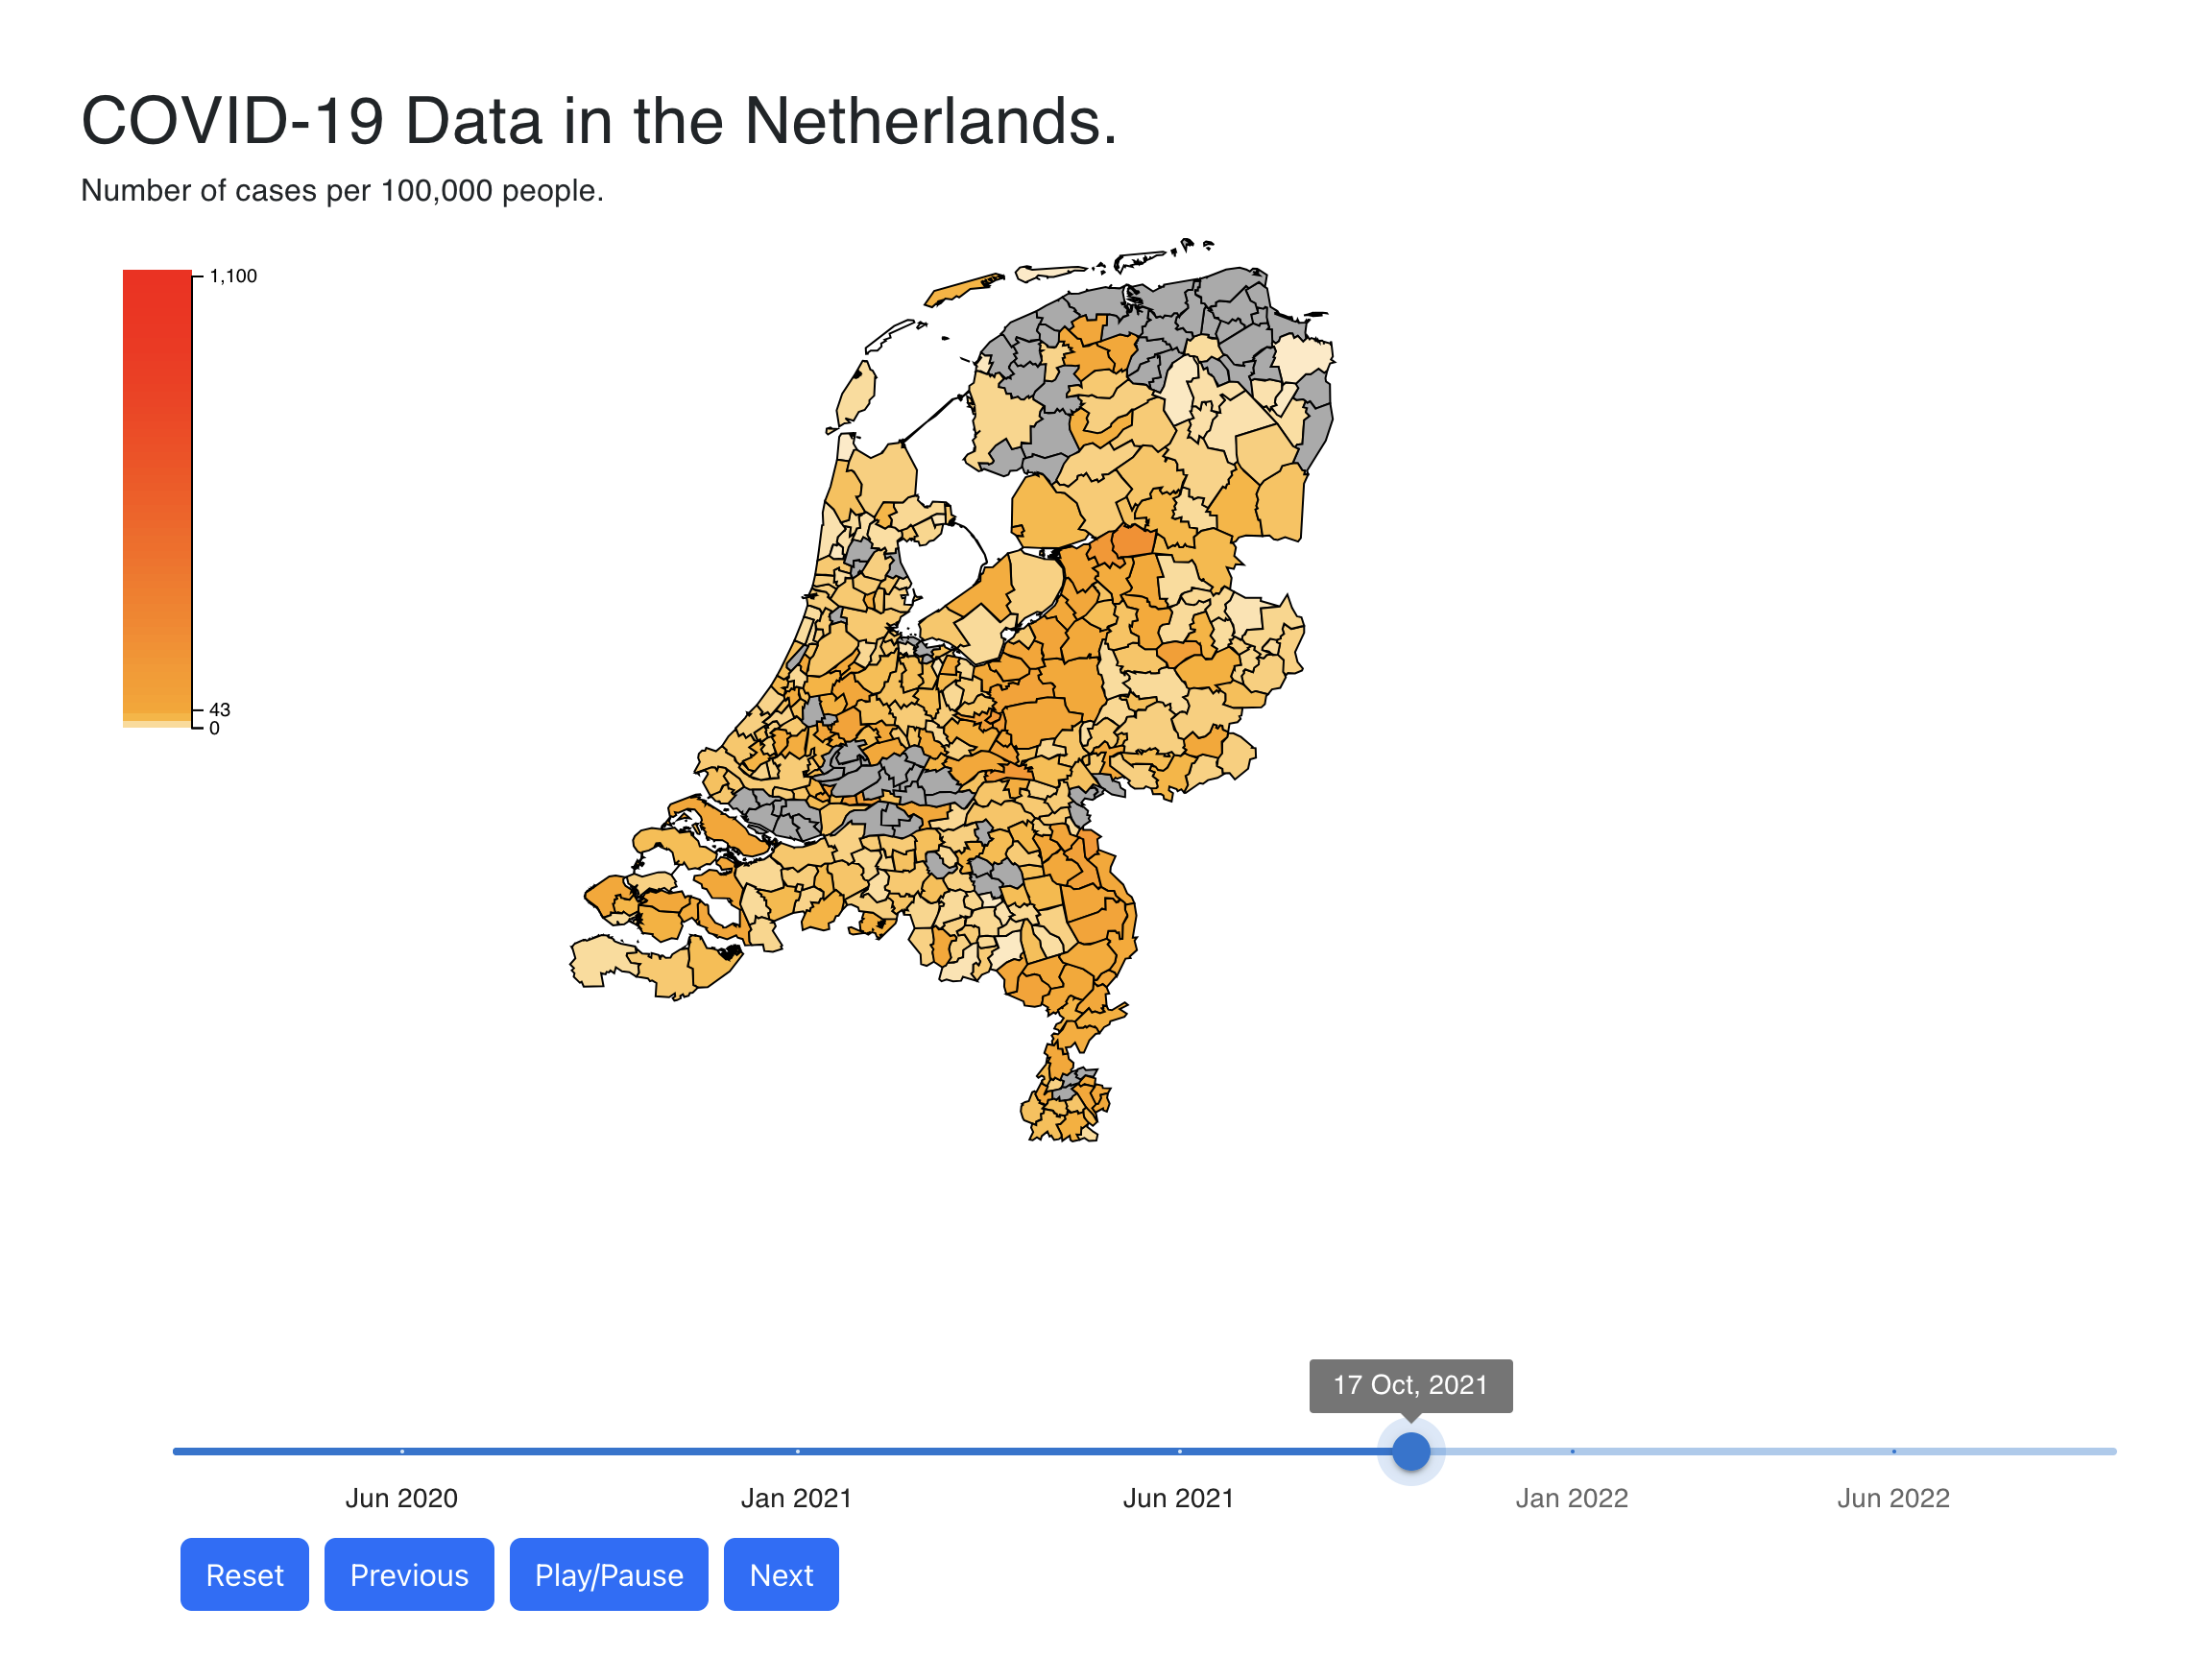 COVID-19 Data in the Netherlands.
Number of cases per 100,000 people.
1,100
43
0
17 Oct, 2021
Jun 2020
Jan 2021
Jun 2021
Jan 2022
Jun 2022
Reset
Previous
Play/Pause
Next